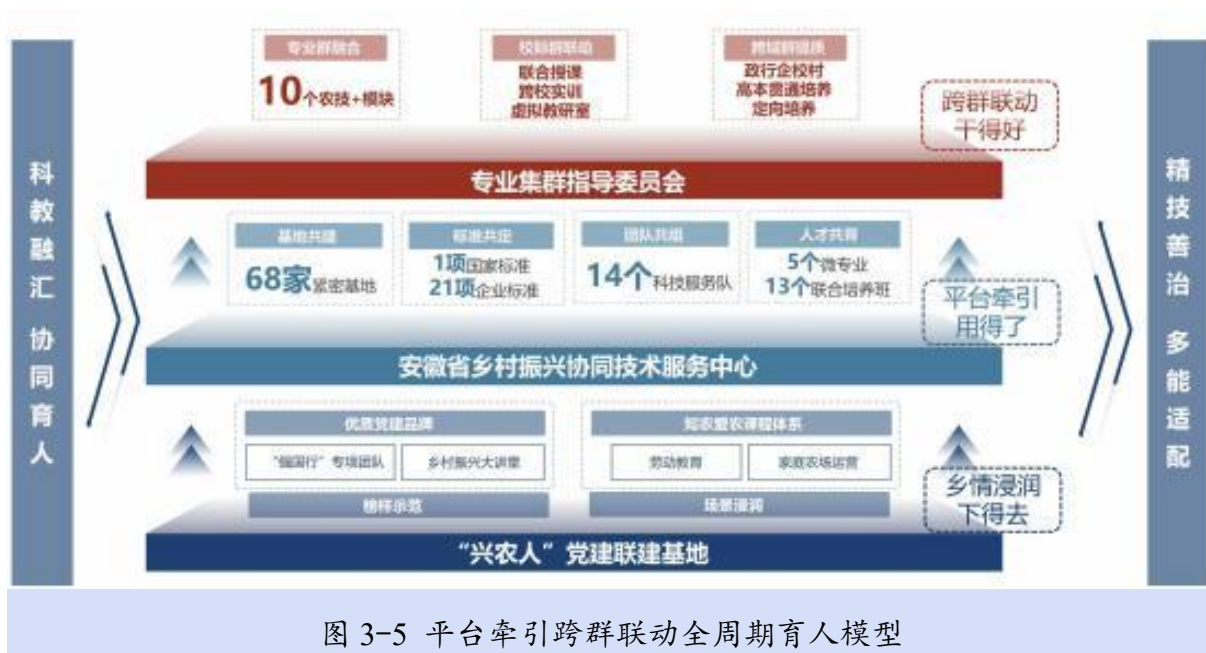 科教融汇 协同育人
专业群融合
10个农技+模块
校际群联动
联合授课
跨校实训
虚拟教研室
跨域群提质
政行企校村
高本贯通培养
定向培养
跨群联动
干得好
专业集群指导委员会
基地共建
68家紧密基地
标准共定
1项国家标准
21项企业标准
团队共组
14个科技服务队
人才共育
5个微专业
13个联合培养班
平台牵引
用得了
安徽省乡村振兴协同技术服务中心
优质党建品牌
“强国行”专项团队
乡村振兴大讲堂
榜样示范
知农爱农课程体系
劳动教育
家庭农场运营
场景浸润
乡情浸润
下得去
“兴农人”党建联建基地
精技善治 多能适配
图 3-5 平台牵引跨群联动全周期育人模型